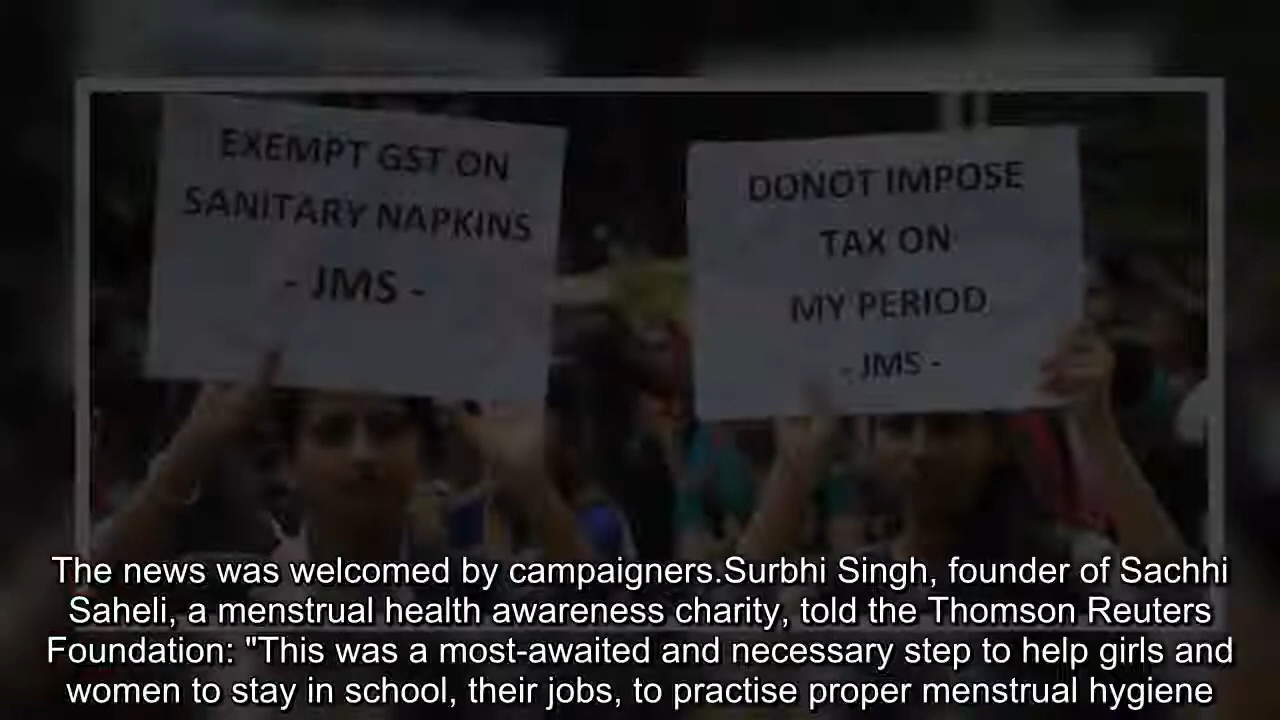 EXEMPT GST ON
SANITARY NAPKINS
- JMS -
DONOT IMPOSE
TAX ON
MY PERIOD
- JMS -
The news was welcomed by campaigners.Surbhi Singh, founder of Sachhi
Saheli, a menstrual health awareness charity, told the Thomson Reuters
Foundation: "This was a most-awaited and necessary step to help girls and
women to stay in school, their jobs, to practise proper menstrual hygiene